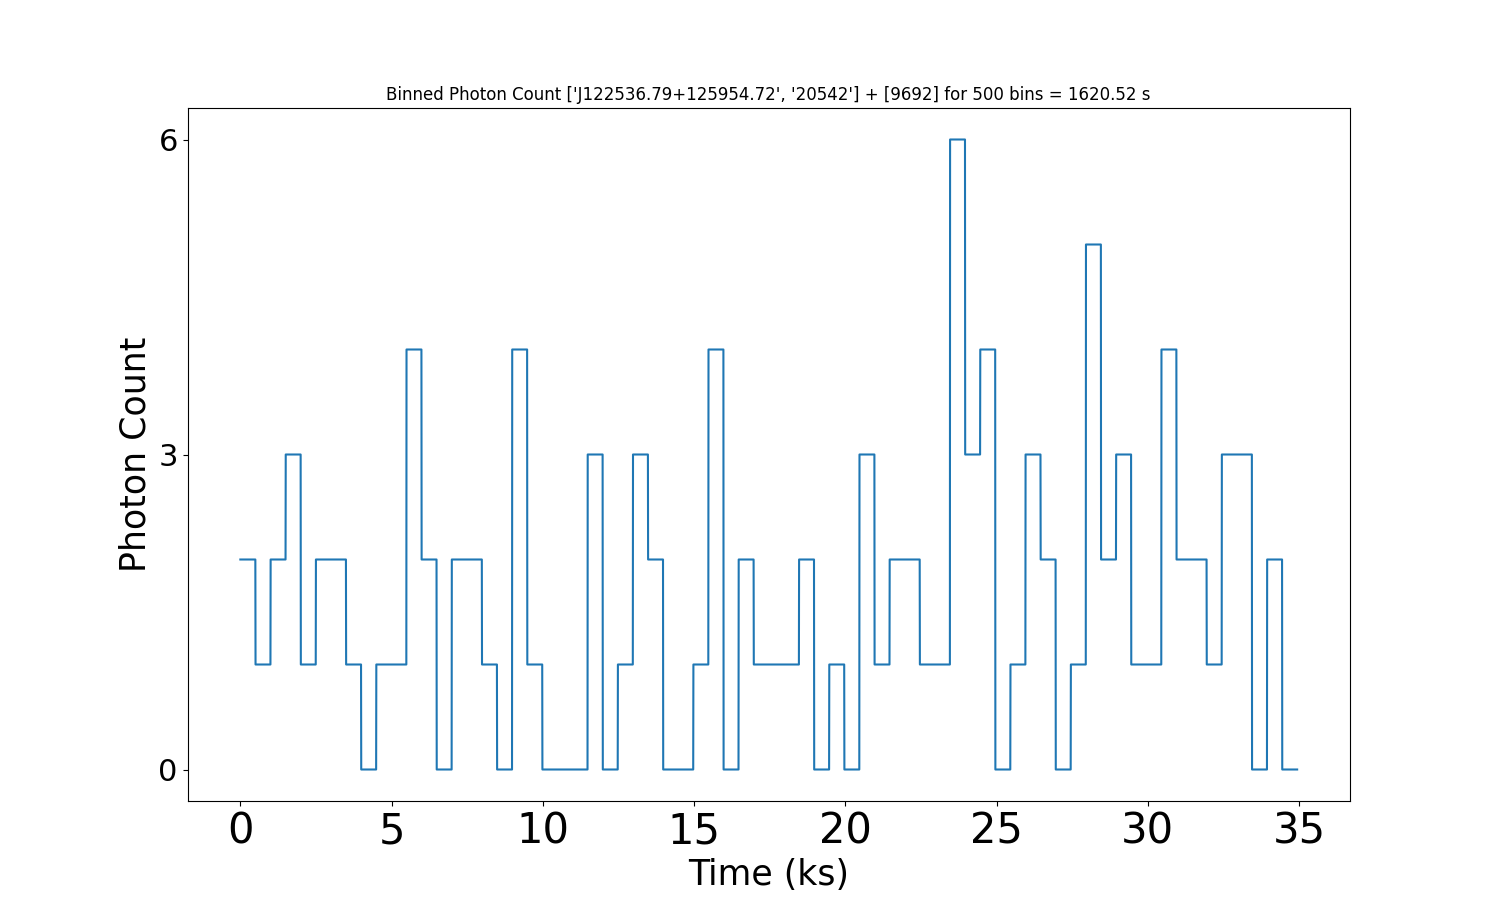 Binned Photon Count ['J122536.79+125954.72', '20542'] + [9692] for 500 bins = 1620.52 s
6
3
0
Photon Count
0 5 10 15 20 25 30 35
Time (ks)